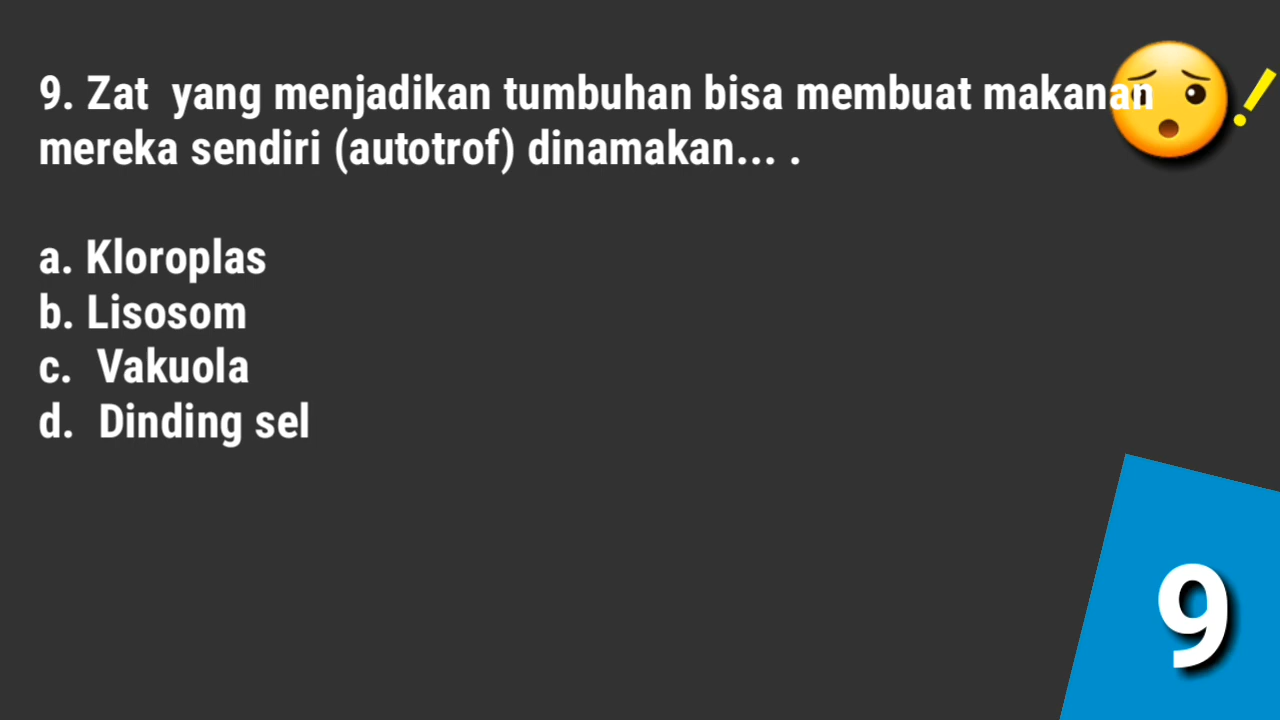 9. Zat  yang menjadikan tumbuhan bisa membuat makanan
mereka sendiri (autotrof) dinamakan... .
a. Kloroplas
b. Lisosom
c.  Vakuola
d.  Dinding sel
9